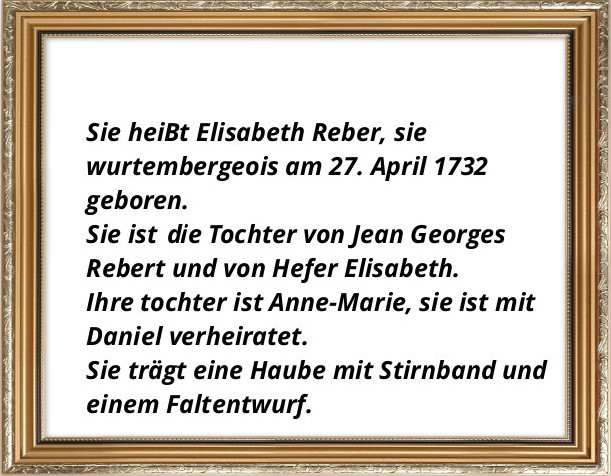 Sie heiBt Elisabeth Reber, sie
wurtembergeois am 27. April 1732
geboren.
Sie ist die Tochter von Jean Georges
Rebert und von Hefer Elisabeth.
Ihre tochter ist Anne-Marie, sie ist mit
Daniel verheiratet.
Sie trägt eine Haube mit Stirnband und
einem Faltentwurf.